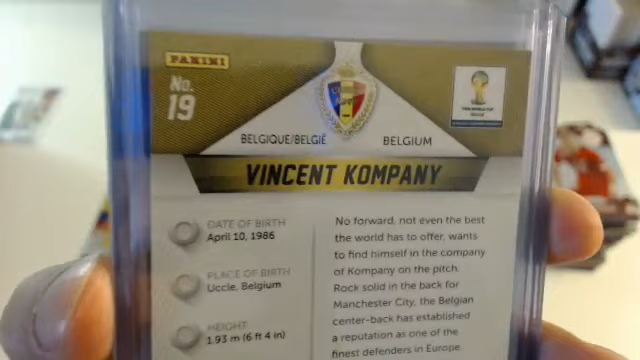 PANINI
No.
19
BELGIQUE/BELGIË
BELGIUM
FIFA WORLD CUP
VINCENT KOMPANY
DATE OF BIRTH
April 10, 1986
PLACE OF BIRTH
Uccle, Belgium
HEIGHT
1.93 m (6 ft 4 in)
No forward, not even the best
the world has to offer, wants
to find himself in the company
of Kompany on the pitch.
Rock solid in the back for
Manchester City, the Belgian
center-back has established
a reputation as one of the
finest defenders in Europe.